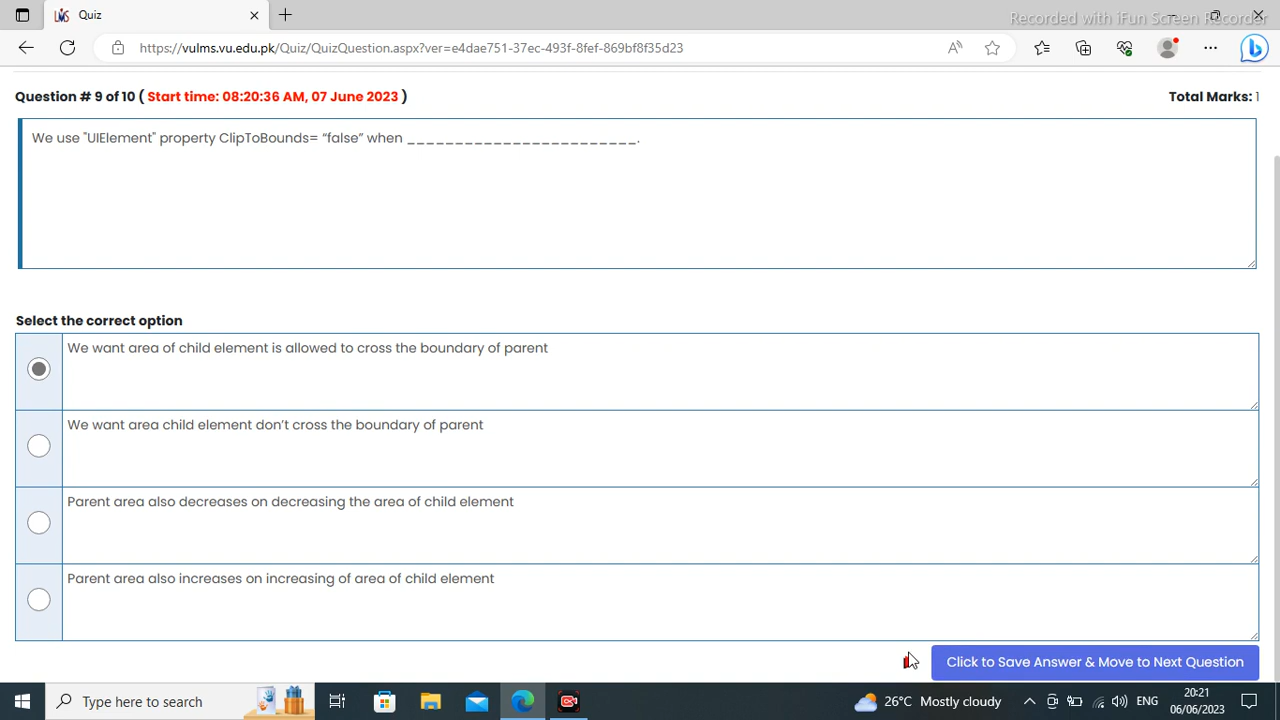 Quiz
Recorded with iFun Screen Recorder
https://vulms.vu.edu.pk/Quiz/QuizQuestion.aspx?ver=e4dae751-37ec-493f-8fef-869bf8f35d23
Question # 9 of 10 ( Start time: 08:20:36 AM, 07 June 2023 )
Total Marks: 1
We use "UIElement" property ClipToBounds= “false” when ________________________.
Select the correct option
We want area of child element is allowed to cross the boundary of parent
We want area child element don’t cross the boundary of parent
Parent area also decreases on decreasing the area of child element
Parent area also increases on increasing of area of child element
Click to Save Answer & Move to Next Question
Type here to search
26°C Mostly cloudy
ENG
20:21
06/06/2023